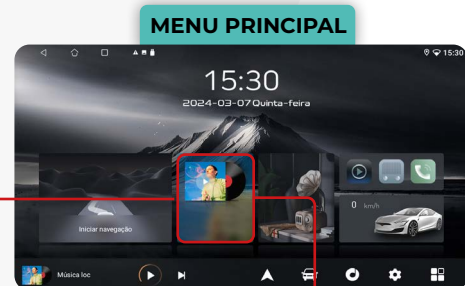 MENU PRINCIPAL
15:30
15:30
2024-03-07 Quinta-feira
0 km/h
Iniciar navegação
Música loc